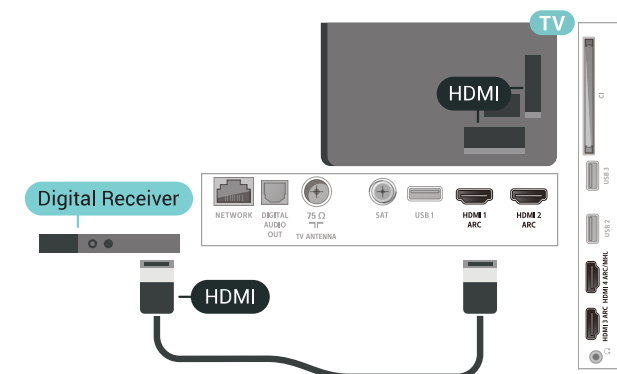 TV
HDMI
CI
USB 3
USB 2
HDMI 4 ARC/MHL
HDMI 3 ARC
Digital Receiver
NETWORK
DIGITAL
AUDIO
OUT
75 Ω
TV ANTENNA
SAT
USB 1
HDMI 1
ARC
HDMI 2
ARC
HDMI